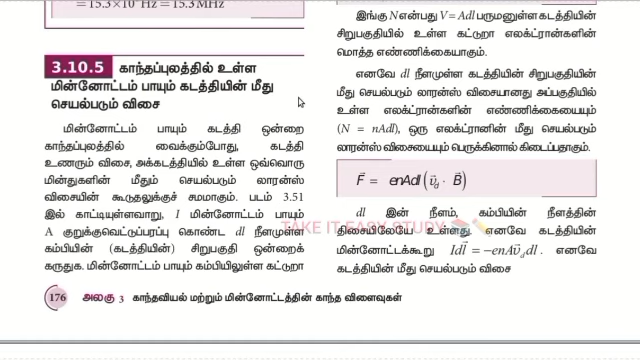 = 15.3×10⁶ Hz = 15.3 MHz
3.10.5 காந்தப்புலத்தில் உள்ள
மின்னோட்டம் பாயும் கடத்தியின் மீது
செயல்படும் விசை
மின்னோட்டம் பாயும் கடத்தி ஒன்றை
காந்தப்புலத்தில் வைக்கும்போது, கடத்தி
உணரும் விசை, அக்கடத்தியில் உள்ள ஒவ்வொரு
மின்துகளின் மீதும் செயல்படும் லாரன்ஸ்
விசையின் கூடுதலுக்குச் சமமாகும். படம் 3.51
இல் காட்டியுள்ளவாறு, I மின்னோட்டம் பாயும்
A குறுக்குவெட்டுப்பரப்பு கொண்ட dl நீளமுள்ள
கம்பியின் (கடத்தியின்) சிறுபகுதி ஒன்றைக்
கருதுக. மின்னோட்டம் பாயும் கம்பியிலுள்ள கட்டுறா
இங்கு N என்பது V = Adl பருமனுள்ள கடத்தியின்
சிறுபகுதியில் உள்ள கட்டுறா எலக்ட்ரான்களின்
மொத்த எண்ணிக்கையாகும்.
எனவே dl நீளமுள்ள கடத்தியின் சிறுபகுதியின்
மீது செயல்படும் லாரன்ஸ் விசையானது அப்பகுதியில்
உள்ள எலக்ட்ரான்களின் எண்ணிக்கையையும்
(N = nAdl), ஒரு எலக்ட்ரானின் மீது செயல்படும்
லாரன்ஸ்விசையையும் பெருக்கினால் கிடைப்பதாகும்.
F⃗ = enAdl(v⃗d · B⃗)
dl இன் நீளம், கம்பியின் நீளத்தின்
திசையிலேயே உள்ளது. எனவே கடத்தியின்
மின்னோட்டக்கூறு Idl⃗ = −enAv⃗d dl . எனவே
கடத்தியின் மீது செயல்படும் விசை
TAKE IT EASY STUDY
176 அலகு 3 காந்தவியல் மற்றும் மின்னோட்டத்தின் காந்த விளைவுகள்